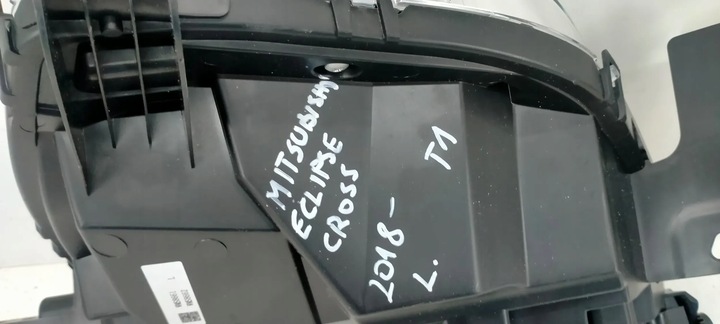 MITSUBISHI
ECLIPSE
CROSS
2018-
L.
T1